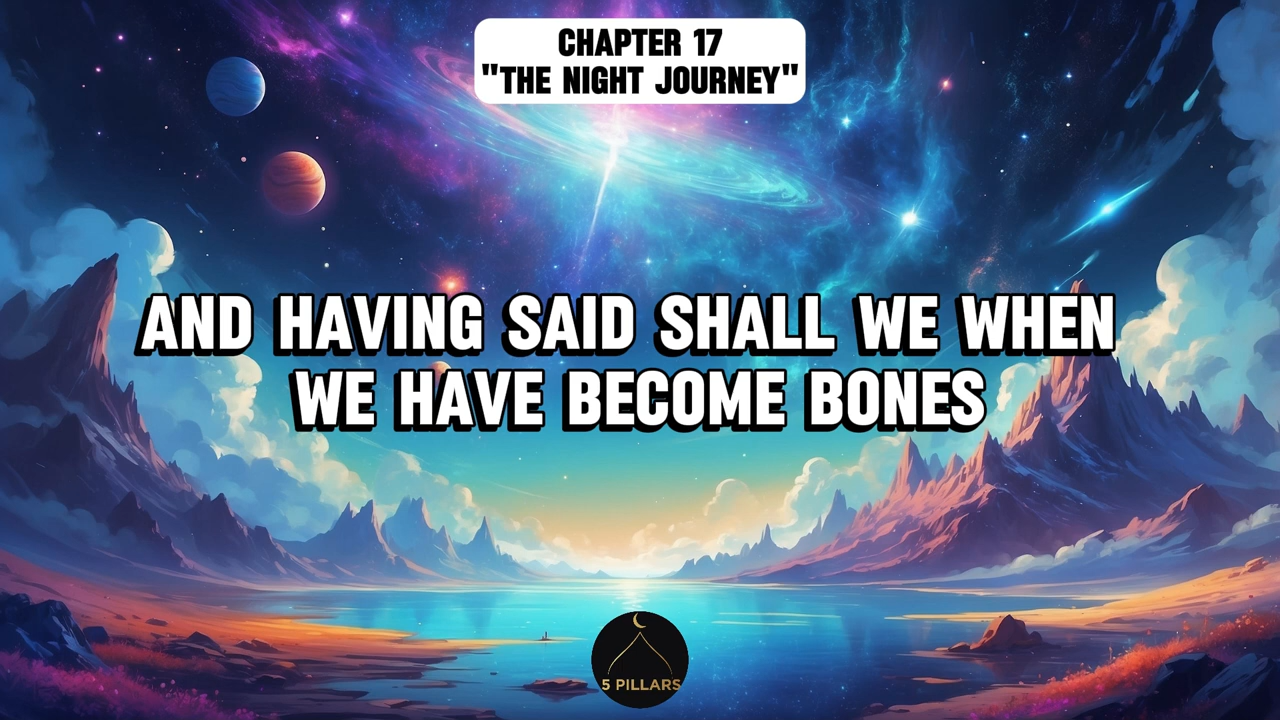 CHAPTER 17
"THE NIGHT JOURNEY"
AND HAVING SAID SHALL WE WHEN
WE HAVE BECOME BONES
5 PILLARS